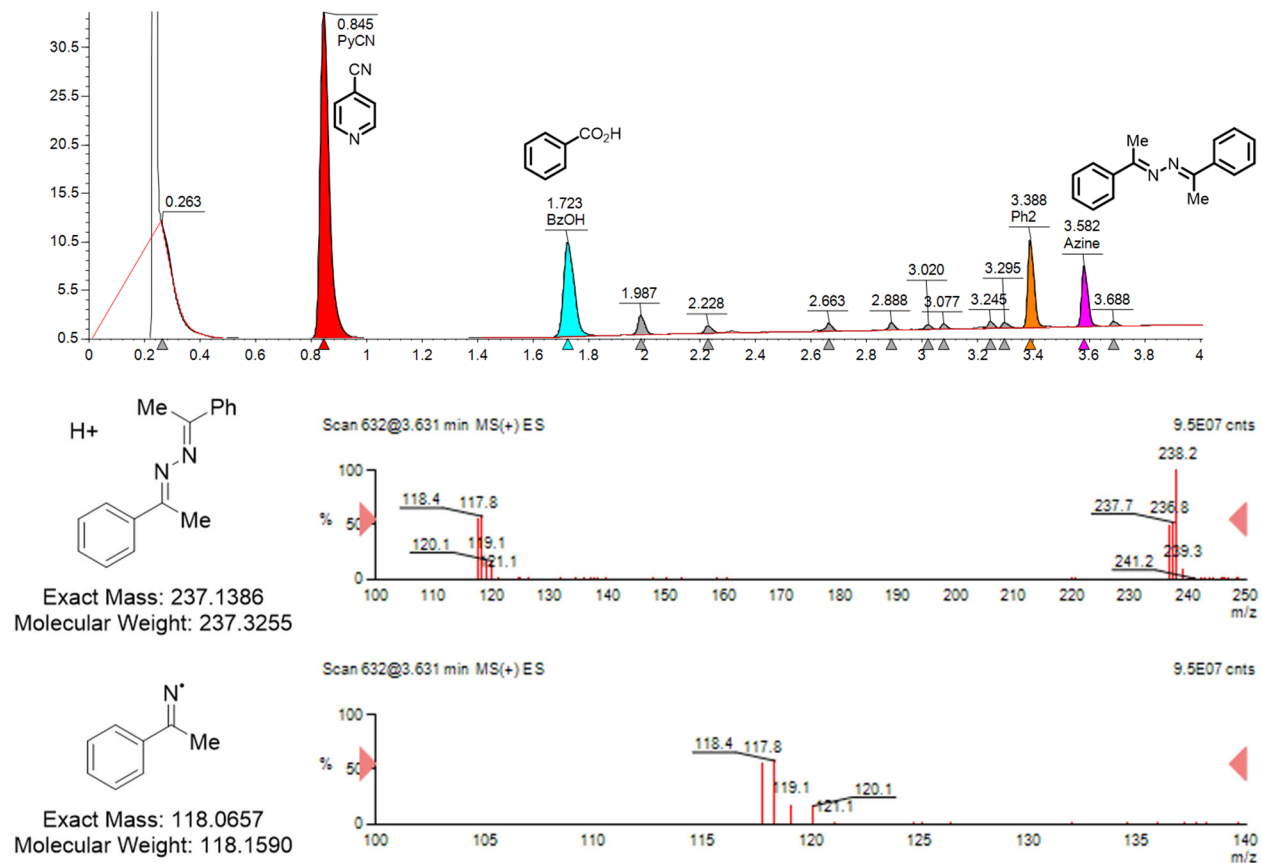 30.5
25.5
20.5
15.5
10.5
5.5
0.5
0.263
0.845
PyCN
CN
N
CO2H
1.723
BzOH
1.987
2.228
2.663
2.888
3.020
3.077
3.245
3.295
3.388
Ph2
Me
N
N
Me
3.582
Azine
3.688
0 0.2 0.4 0.6 0.8 1 1.2 1.4 1.6 1.8 2 2.2 2.4 2.6 2.8 3 3.2 3.4 3.6 3.8 4
H+
Me Ph
N
N
Me
Exact Mass: 237.1386
Molecular Weight: 237.3255
Scan 632@3.631 min MS(+) ES 9.5E07 cnts
100
%
50
0
118.4 117.8
119.1
120.1
121.1
238.2
237.7 236.8
239.3
241.2
100 110 120 130 140 150 160 170 180 190 200 210 220 230 240 250
m/z
N•
Me
Exact Mass: 118.0657
Molecular Weight: 118.1590
Scan 632@3.631 min MS(+) ES 9.5E07 cnts
100
%
50
0
118.4 117.8
119.1 120.1
121.1
100 105 110 115 120 125 130 135 140
m/z